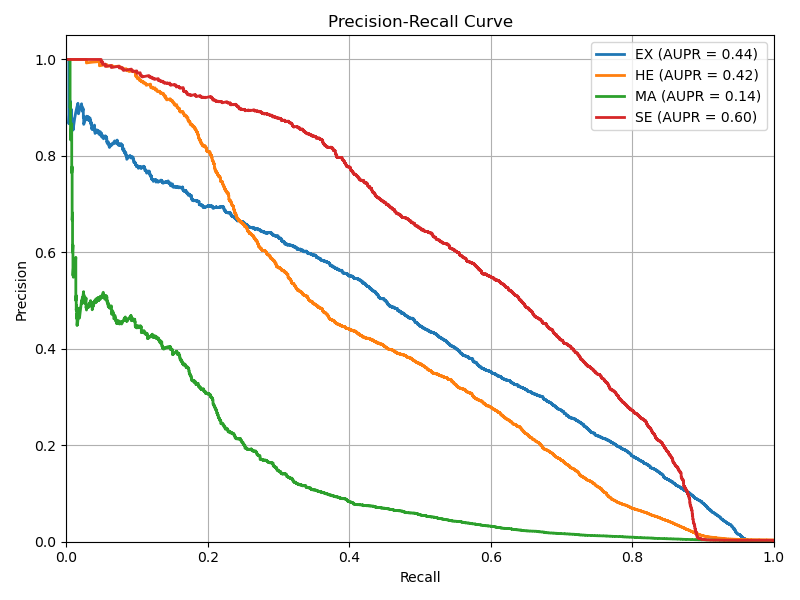 Precision-Recall Curve
EX (AUPR = 0.44)
HE (AUPR = 0.42)
MA (AUPR = 0.14)
SE (AUPR = 0.60)
Precision
1.0
0.8
0.6
0.4
0.2
0.0
0.0 0.2 0.4 0.6 0.8 1.0
Recall